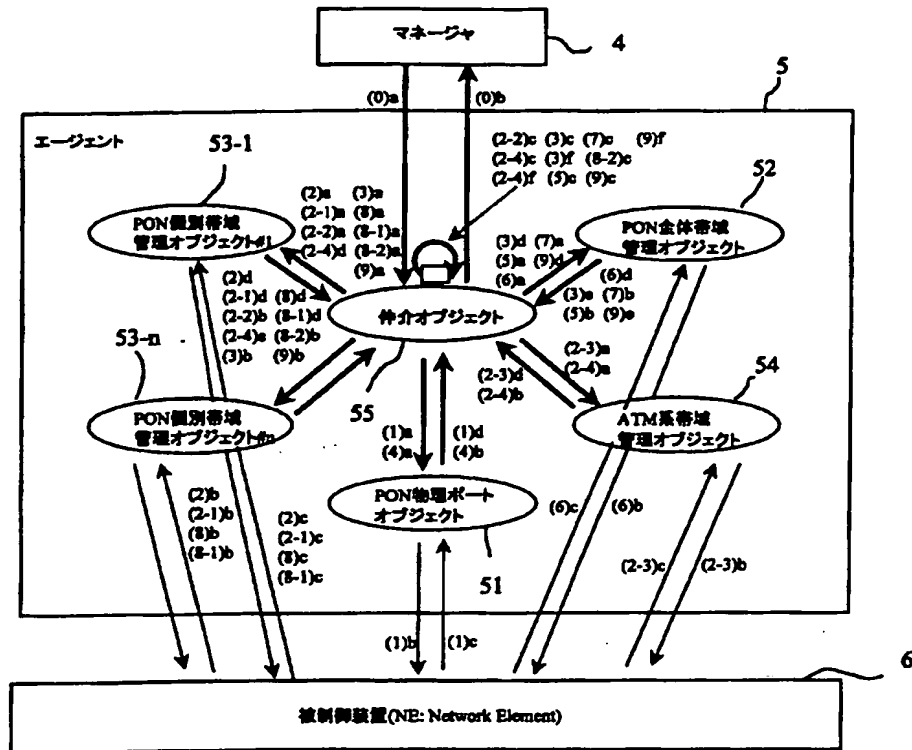 マネージャ
4
5
(0)a
(0)b
エージェント
53-1
(2-2)c (3)c (7)c (9)f
(2-4)c (3)f (8-2)c
(2-4)f (5)c (9)c
52
PON個別帯域
管理オブジェクト#1
(2)a (3)a
(2-1)a (8)a
(2-2)a (8-1)a
(2-4)d (8-2)a
(9)a
(3)d (7)a
(5)a (9)d
(6)a
PON全体帯域
管理オブジェクト
(2)d
(2-1)d (8)d
(2-2)b (8-1)d
(2-4)e (8-2)b
(3)b (9)b
(6)d
(3)e (7)b
(5)b (9)e
仲介オブジェクト
53-n
55
(2-3)a
(2-4)a
(2-3)d
(2-4)b
54
PON個別帯域
管理オブジェクト#n
(1)a
(4)a
(1)d
(4)b
ATM系帯域
管理オブジェクト
PON物理ポート
オブジェクト
(2)b
(2-1)b
(8)b
(8-1)b
(2)c
(2-1)c
(8)c
(8-1)c
(6)c
(6)b
51
(2-3)c
(2-3)b
(1)b
(1)c
6
被制御装置(NE: Network Element)